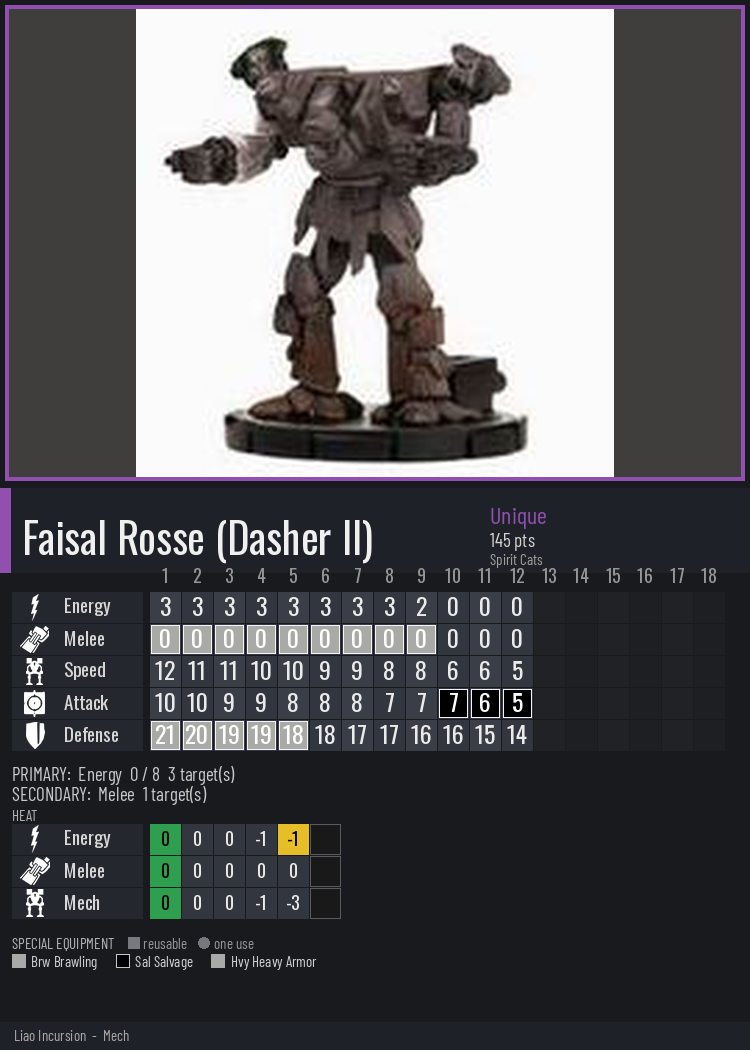 Faisal Rosse (Dasher II)
Unique
145 pts
Spirit Cats
1 2 3 4 5 6 7 8 9 10 11 12 13 14 15 16 17 18
Energy 3 3 3 3 3 3 3 3 2 0 0 0
Melee 0 0 0 0 0 0 0 0 0 0 0 0
Speed 12 11 11 10 10 9 9 8 8 6 6 5
Attack 10 10 9 9 8 8 8 7 7 7 6 5
Defense 21 20 19 19 18 18 17 17 16 16 15 14
PRIMARY: Energy 0 / 8 3 target(s)
SECONDARY: Melee 1 target(s)
HEAT
Energy 0 0 0 -1 -1
Melee 0 0 0 0 0
Mech 0 0 0 -1 -3
SPECIAL EQUIPMENT reusable one use
Brw Brawling Sal Salvage Hvy Heavy Armor
Liao Incursion - Mech